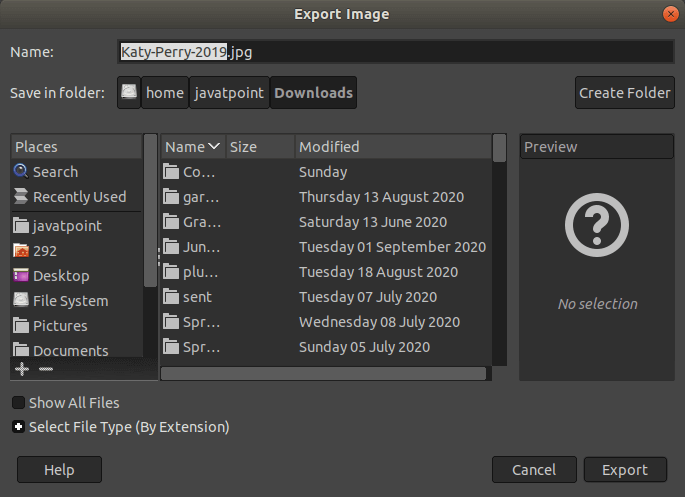 Export Image
Name: Katy-Perry-2019.jpg
Save in folder: home javatpoint Downloads Create Folder
Places Name Size Modified Preview
Search Co... Sunday
Recently Used gar... Thursday 13 August 2020
javatpoint Gra... Saturday 13 June 2020
292 Jun... Tuesday 01 September 2020
Desktop plu... Tuesday 18 August 2020
File System sent Tuesday 07 July 2020 No selection
Pictures Spr... Wednesday 08 July 2020
Documents Spr... Sunday 05 July 2020
Show All Files
Select File Type (By Extension)
Help Cancel Export